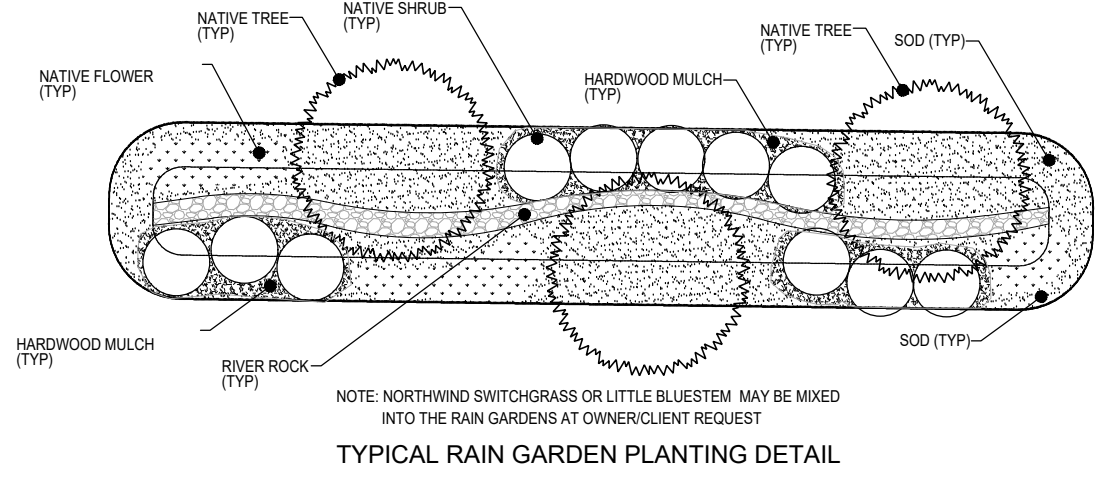 NATIVE TREE
(TYP)
NATIVE SHRUB
(TYP)
NATIVE TREE
(TYP)
SOD (TYP)
NATIVE FLOWER
(TYP)
HARDWOOD MULCH
(TYP)
HARDWOOD MULCH
(TYP)
RIVER ROCK
(TYP)
SOD (TYP)
NOTE: NORTHWIND SWITCHGRASS OR LITTLE BLUESTEM MAY BE MIXED
INTO THE RAIN GARDENS AT OWNER/CLIENT REQUEST
TYPICAL RAIN GARDEN PLANTING DETAIL